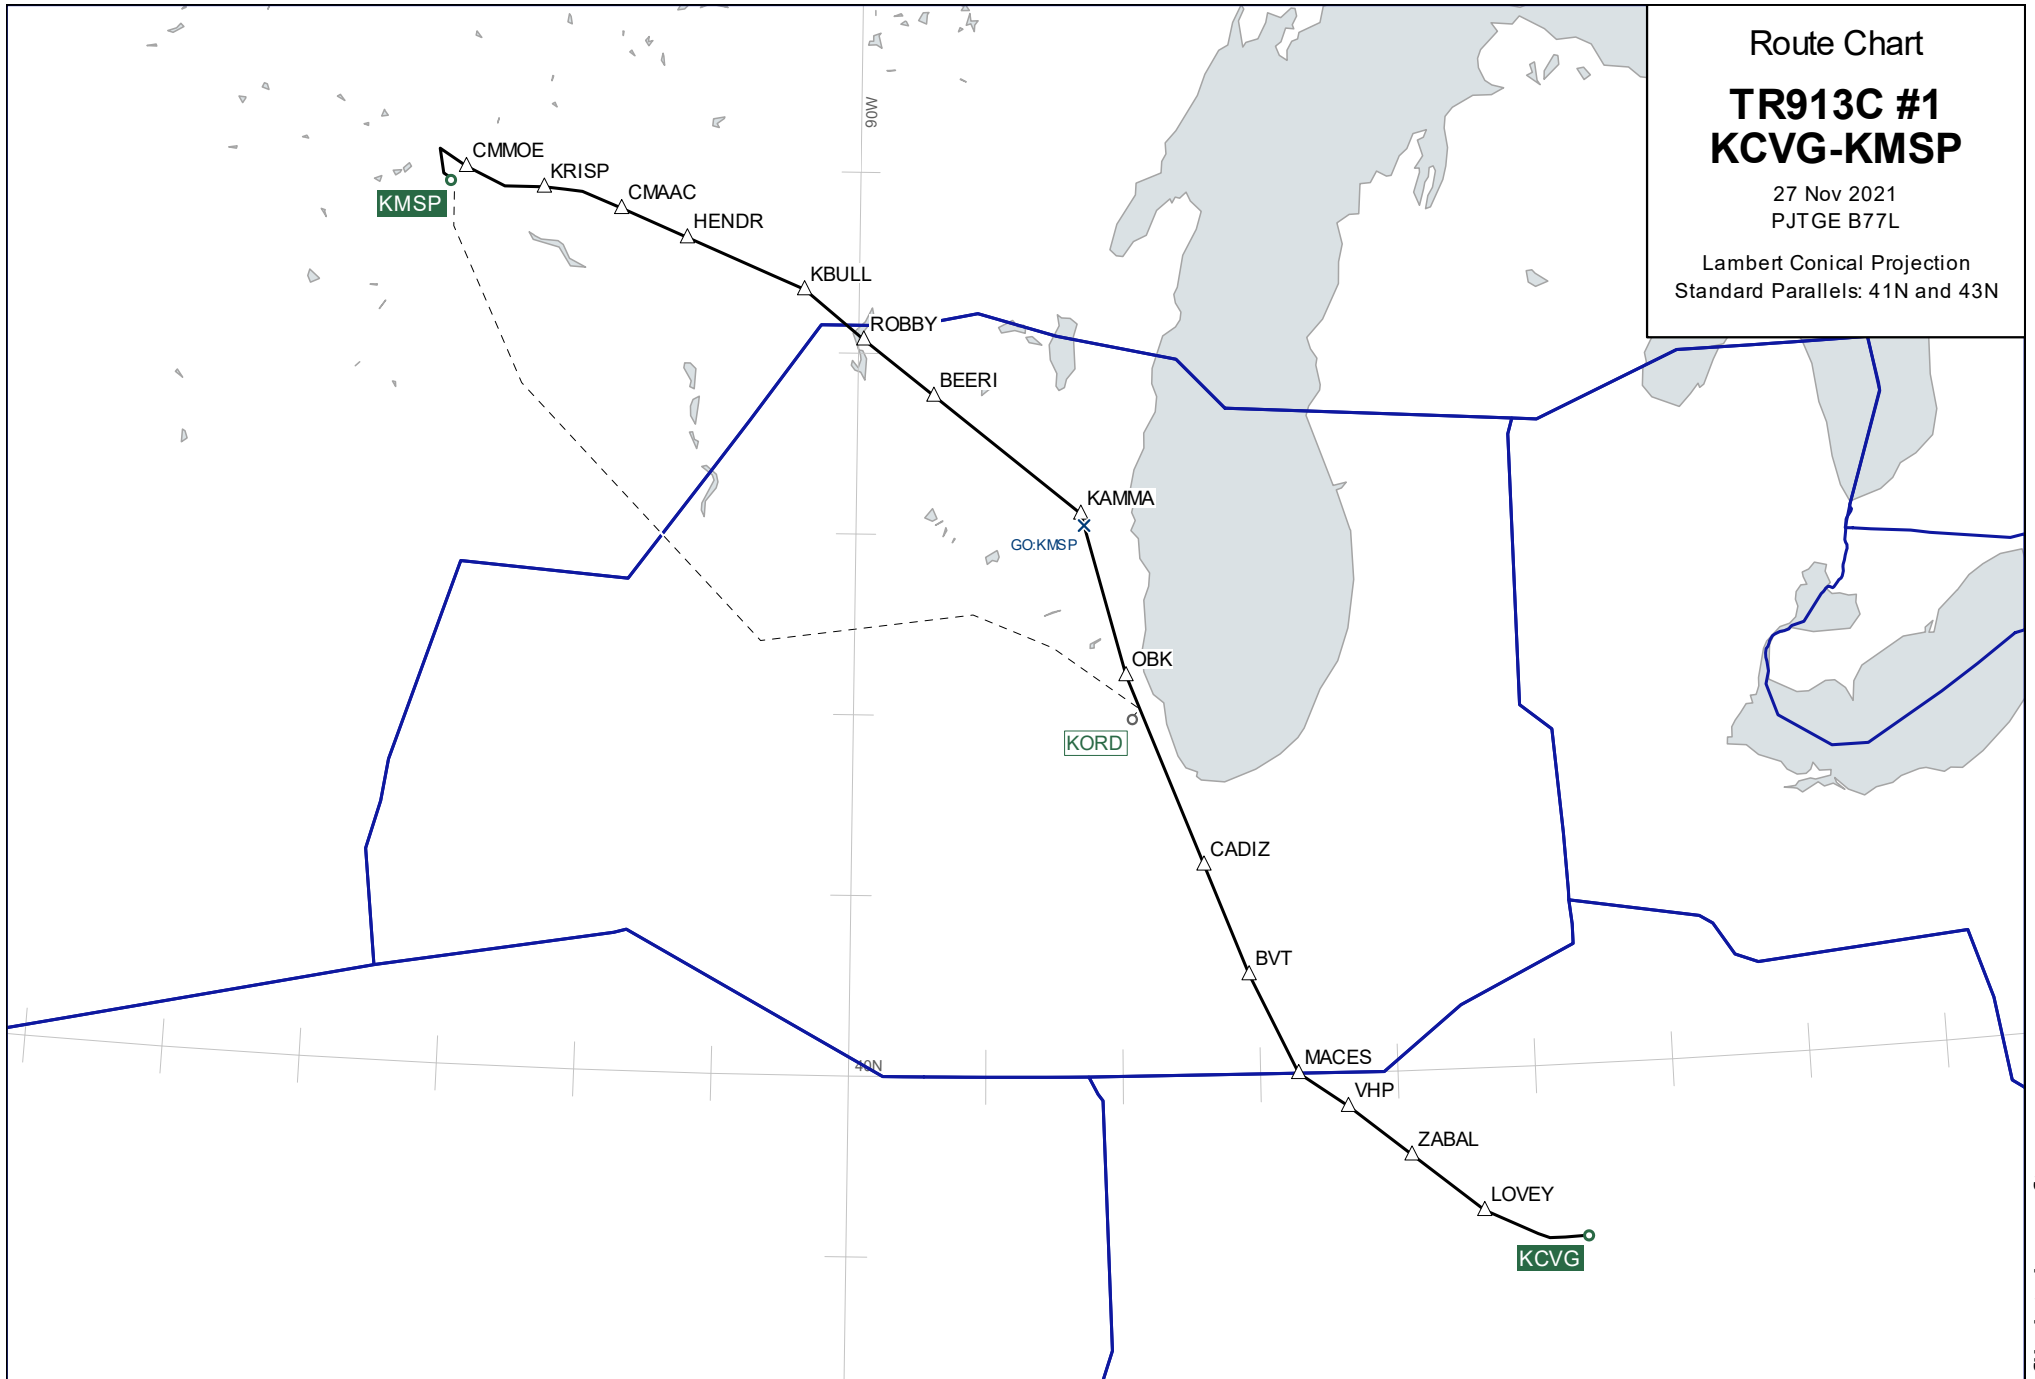 Route Chart
TR913C #1
KCVG-KMSP
27 Nov 2021
PJTGE B77L
Lambert Conical Projection
Standard Parallels: 41N and 43N
90W
CMMOE
KRISP
KMSP
CMAAC
HENDR
KBULL
ROBBY
BEERI
KAMMA
GO:KMSP
OBK
KORD
CADIZ
BVT
MACES
40N
VHP
ZABAL
LOVEY
KCVG